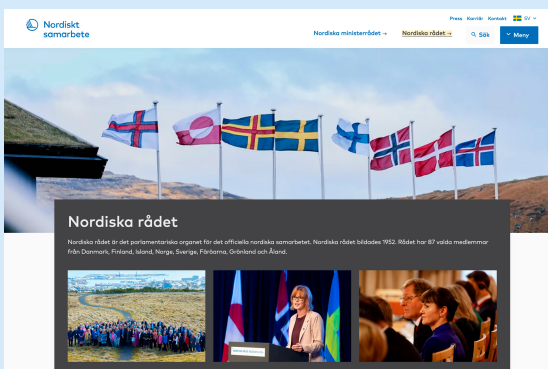 Press Karriär Kontakt SV
Nordiskt
samarbete
Nordiska ministerrådet → Nordiska rådet → Sök Meny
Nordiska rådet
Nordiska rådet är det parlamentariska organet för det officiella nordiska samarbetet. Nordiska rådet bildades 1952. Rådet har 87 valda medlemmar
från Danmark, Finland, Island, Norge, Sverige, Färöarna, Grönland och Åland.